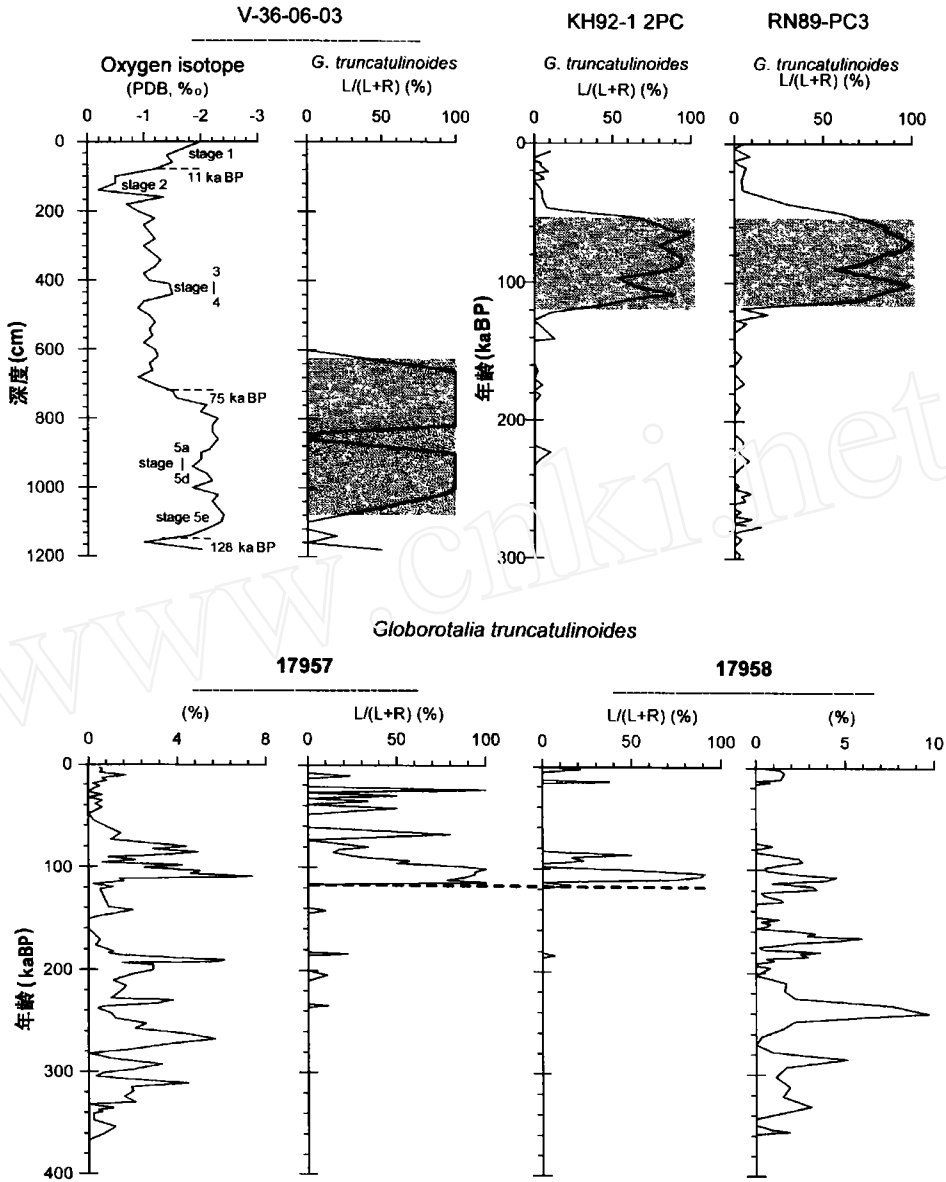 V-36-06-03
KH92-1 2PC
RN89-PC3
Oxygen isotope
(PDB, %o)
G. truncatulinoides
L/(L+R) (%)
G. truncatulinoides
L/(L+R) (%)
G. truncatulinoides
L/(L+R) (%)
0 -1 -2 -3
0 50 100
0 50 100
0 50 100
深度(cm)
0
200
400
600
800
1000
1200
stage 1
11 ka BP
stage 2
3
stage |
4
75 ka BP
5a
stage |
5d
stage 5e
128 ka BP
年龄(kaBP)
0
100
200
300
www.cnki.net
Globorotalia truncatulinoides
17957
17958
(%)
L/(L+R) (%)
L/(L+R) (%)
(%)
0 4 8
0 50 100
0 50 100
0 5 10
年龄(kaBP)
0
100
200
300
400